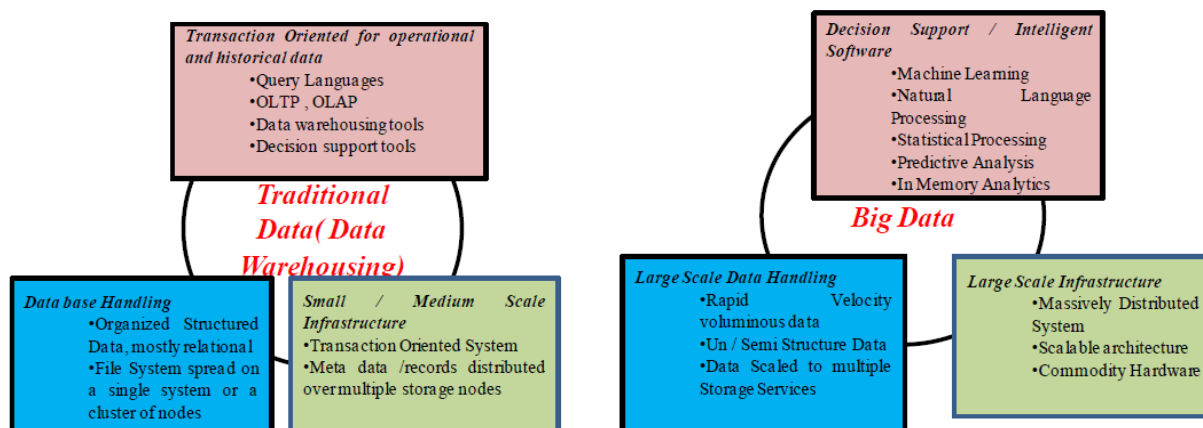 Transaction Oriented for operational
and historical data
•Query Languages
•OLTP , OLAP
•Data warehousing tools
•Decision support tools
Traditional
Data( Data
Warehousing)
Data base Handling
•Organized Structured
Data, mostly relational
•File System spread on
a single system or a
cluster of nodes
Small / Medium Scale
Infrastructure
•Transaction Oriented System
•Meta data /records distributed
over multiple storage nodes
Decision Support / Intelligent
Software
•Machine Learning
•Natural Language
Processing
•Statistical Processing
•Predictive Analysis
•In Memory Analytics
Big Data
Large Scale Data Handling
•Rapid Velocity
voluminous data
•Un / Semi Structure Data
•Data Scaled to multiple
Storage Services
Large Scale Infrastructure
•Massively Distributed
System
•Scalable architecture
•Commodity Hardware